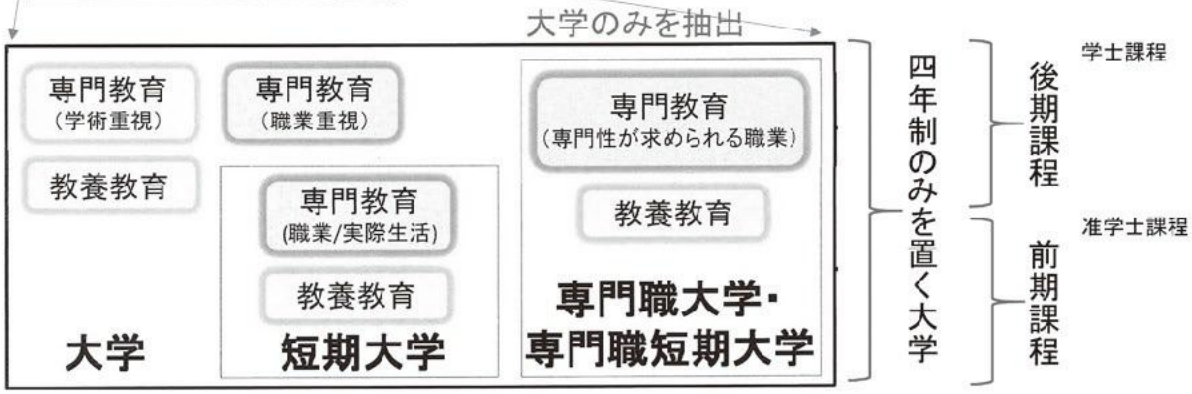 大学のみを抽出
専門教育
(学術重視)
教養教育
大学
専門教育
(職業重視)
専門教育
(職業/実際生活)
教養教育
短期大学
専門教育
(専門性が求められる職業)
教養教育
専門職大学・
専門職短期大学
四年制のみを置く大学
後期課程
前期課程
学士課程
准学士課程